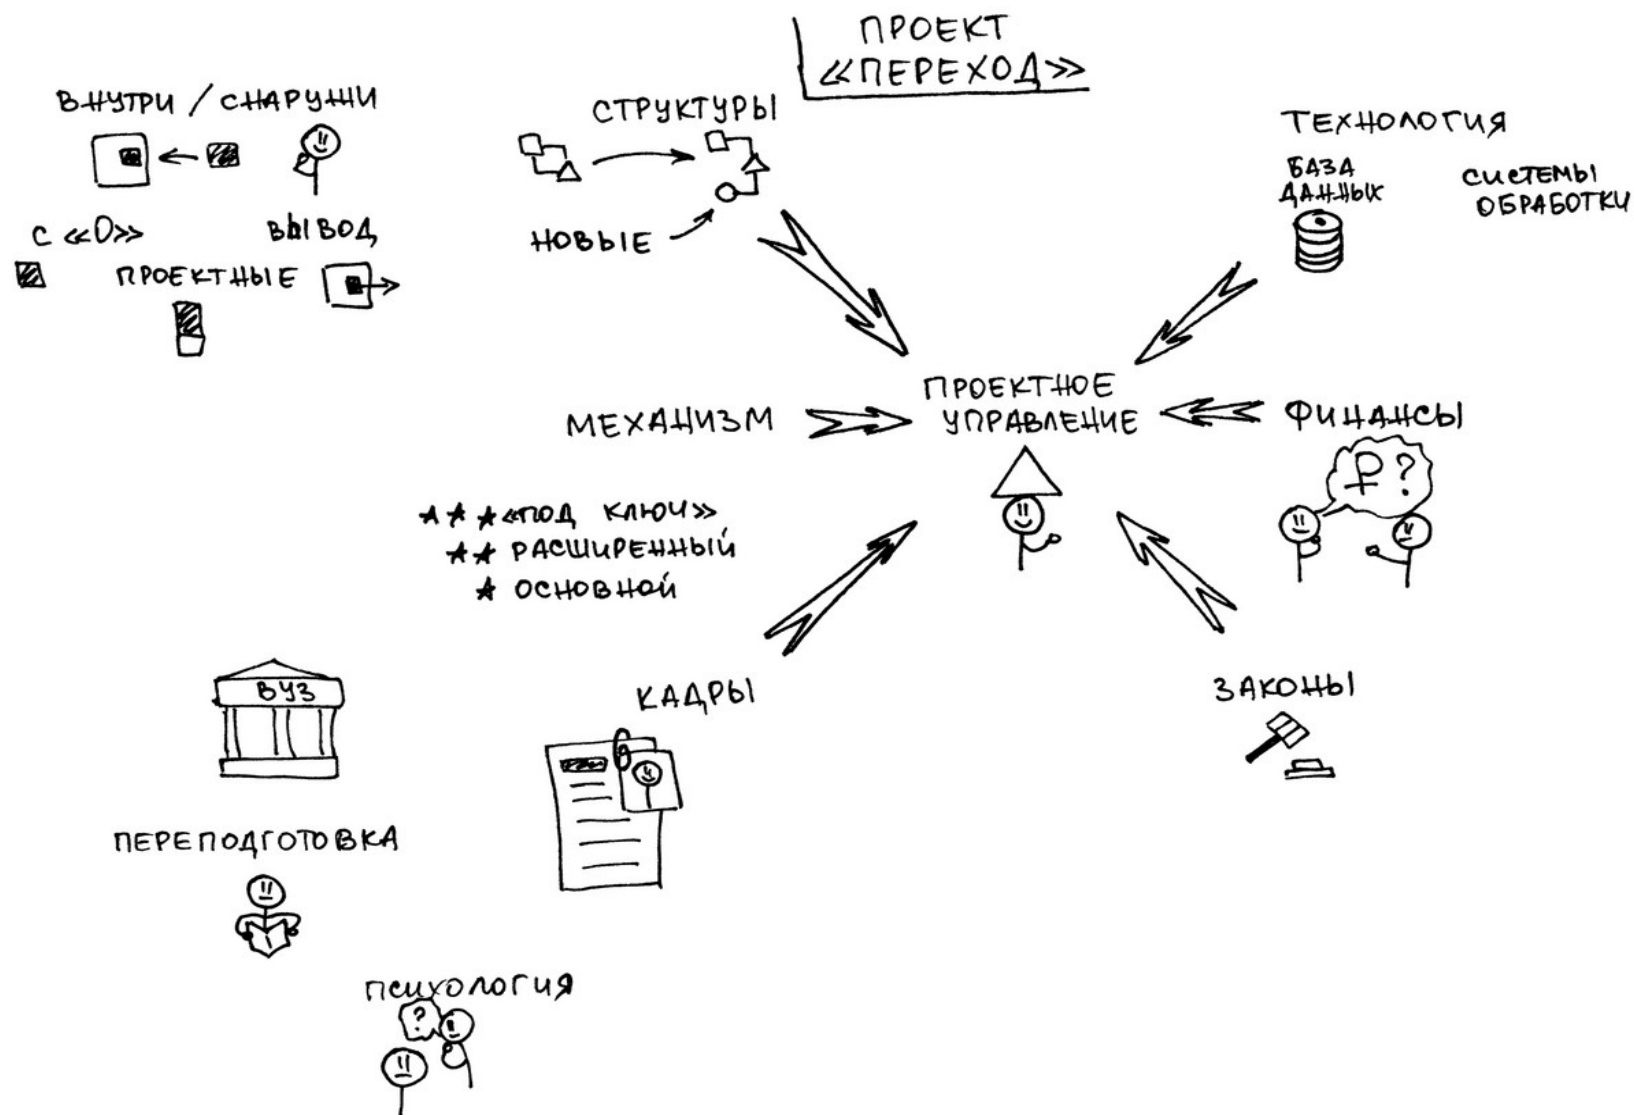 ПРОЕКТ
«ПЕРЕХОД»
ВНУТРИ / СНАРУЖИ
С «О»
ВЫВОД
ПРОЕКТНЫЕ
СТРУКТУРЫ
НОВЫЕ
ТЕХНОЛОГИЯ
БАЗА
ДАННЫХ
СИСТЕМЫ
ОБРАБОТКИ
МЕХАНИЗМ
«ПОД КЛЮЧ»
РАСШИРЕННЫЙ
ОСНОВНОЙ
ПРОЕКТНОЕ
УПРАВЛЕНИЕ
ФИНАНСЫ
₽ ?
КАДРЫ
ВУЗ
ПЕРЕПОДГОТОВКА
ПСИХОЛОГИЯ
?
ЗАКОНЫ